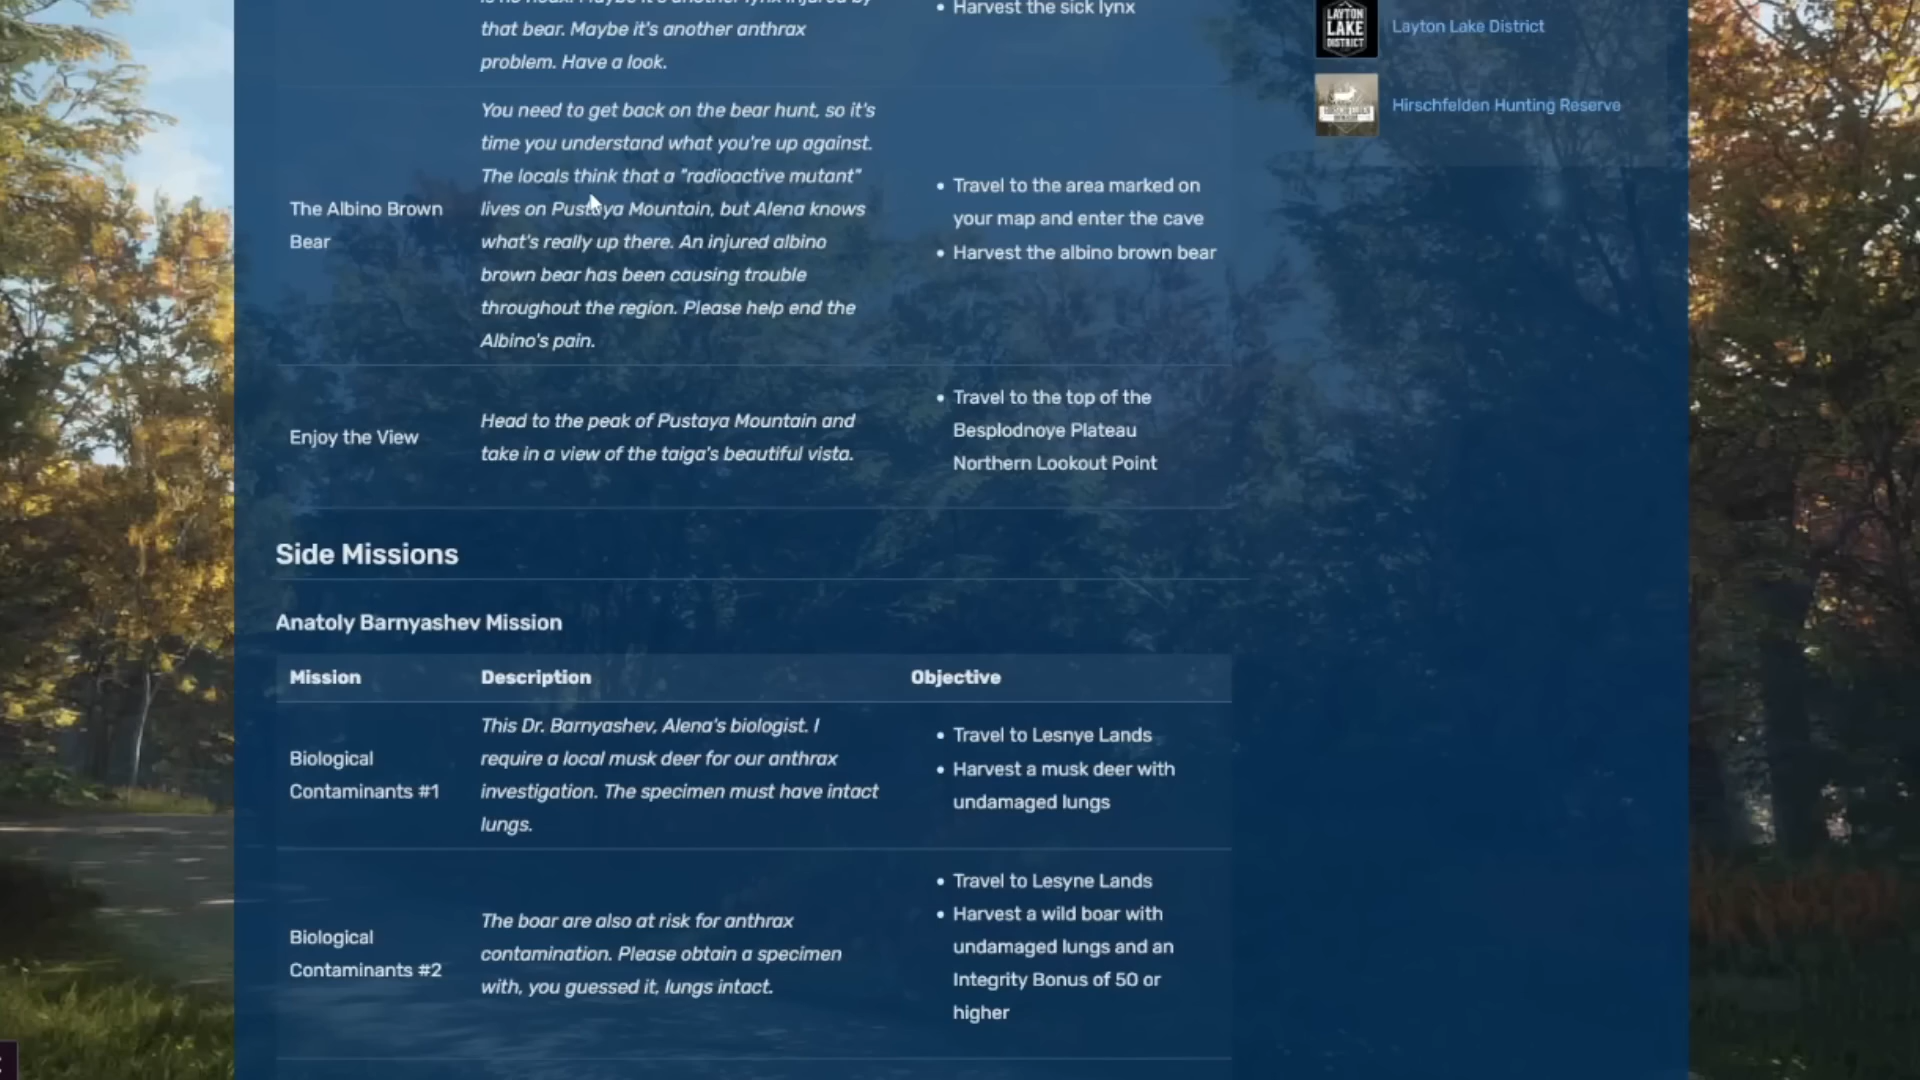 that bear. Maybe it's another anthrax
problem. Have a look.
Harvest the sick lynx
The Albino Brown
Bear
You need to get back on the bear hunt, so it's
time you understand what you're up against.
The locals think that a "radioactive mutant"
lives on Pustaya Mountain, but Alena knows
what's really up there. An injured albino
brown bear has been causing trouble
throughout the region. Please help end the
Albino's pain.
Travel to the area marked on
your map and enter the cave
Harvest the albino brown bear
Enjoy the View
Head to the peak of Pustaya Mountain and
take in a view of the taiga's beautiful vista.
Travel to the top of the
Besplodnoye Plateau
Northern Lookout Point
Side Missions
Anatoly Barnyashev Mission
Mission Description Objective
Biological
Contaminants #1
This Dr. Barnyashev, Alena's biologist. I
require a local musk deer for our anthrax
investigation. The specimen must have intact
lungs.
Travel to Lesnye Lands
Harvest a musk deer with
undamaged lungs
Biological
Contaminants #2
The boar are also at risk for anthrax
contamination. Please obtain a specimen
with, you guessed it, lungs intact.
Travel to Lesyne Lands
Harvest a wild boar with
undamaged lungs and an
Integrity Bonus of 50 or
higher
LAYTON
LAKE
DISTRICT
Layton Lake District
Hirschfelden Hunting Reserve